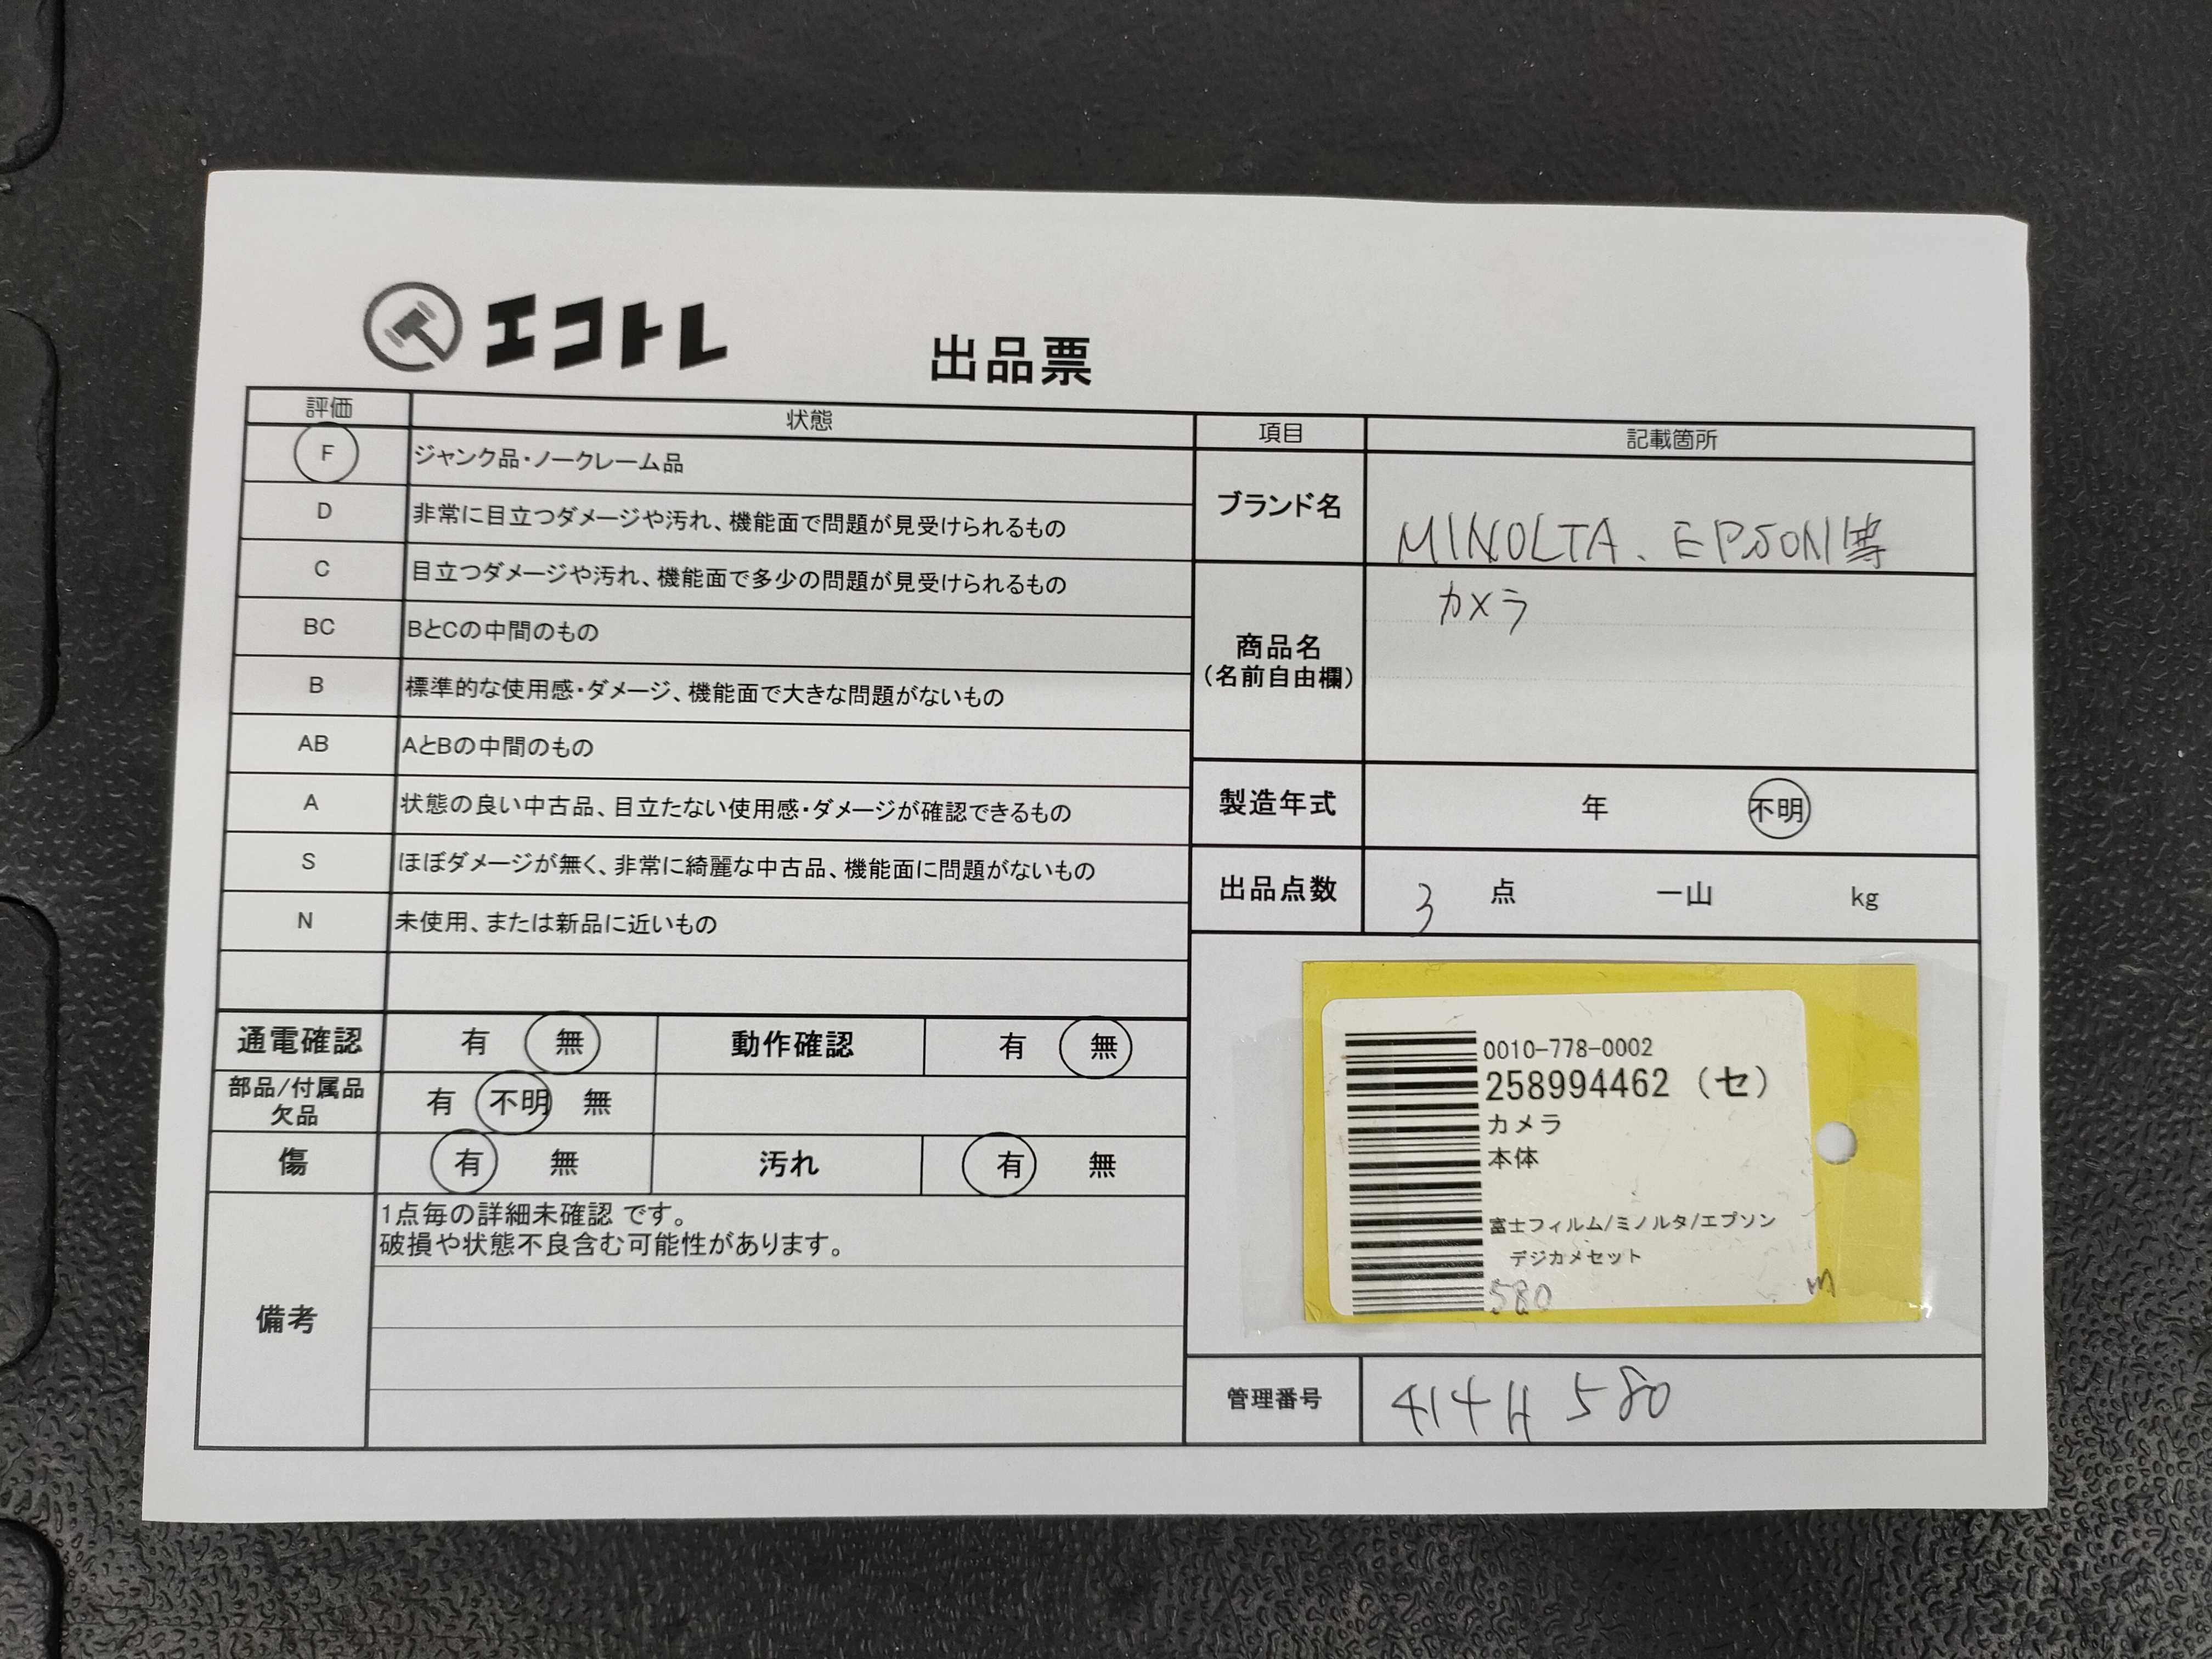 エコトレ
出品票
評価 状態
F ジャンク品・ノークレーム品
D 非常に目立つダメージや汚れ、機能面で問題が見受けられるもの
C 目立つダメージや汚れ、機能面で多少の問題が見受けられるもの
BC BとCの中間のもの
B 標準的な使用感・ダメージ、機能面で大きな問題がないもの
AB AとBの中間のもの
A 状態の良い中古品、目立たない使用感・ダメージが確認できるもの
S ほぼダメージが無く、非常に綺麗な中古品、機能面に問題がないもの
N 未使用、または新品に近いもの
通電確認 有 無 動作確認 有 無
部品/付属品
欠品 有 不明 無
傷 有 無 汚れ 有 無
備考
1点毎の詳細未確認 です。
破損や状態不良含む可能性があります。
項目 記載箇所
ブランド名 MINOLTA、EPSON等
商品名
(名前自由欄)
カメラ
製造年式 年 不明
出品点数 3 点 一山 kg
0010-778-0002
258994462 (セ)
カメラ
本体
富士フィルム/ミノルタ/エプソン
デジカメセット
580 m
管理番号 414H 580